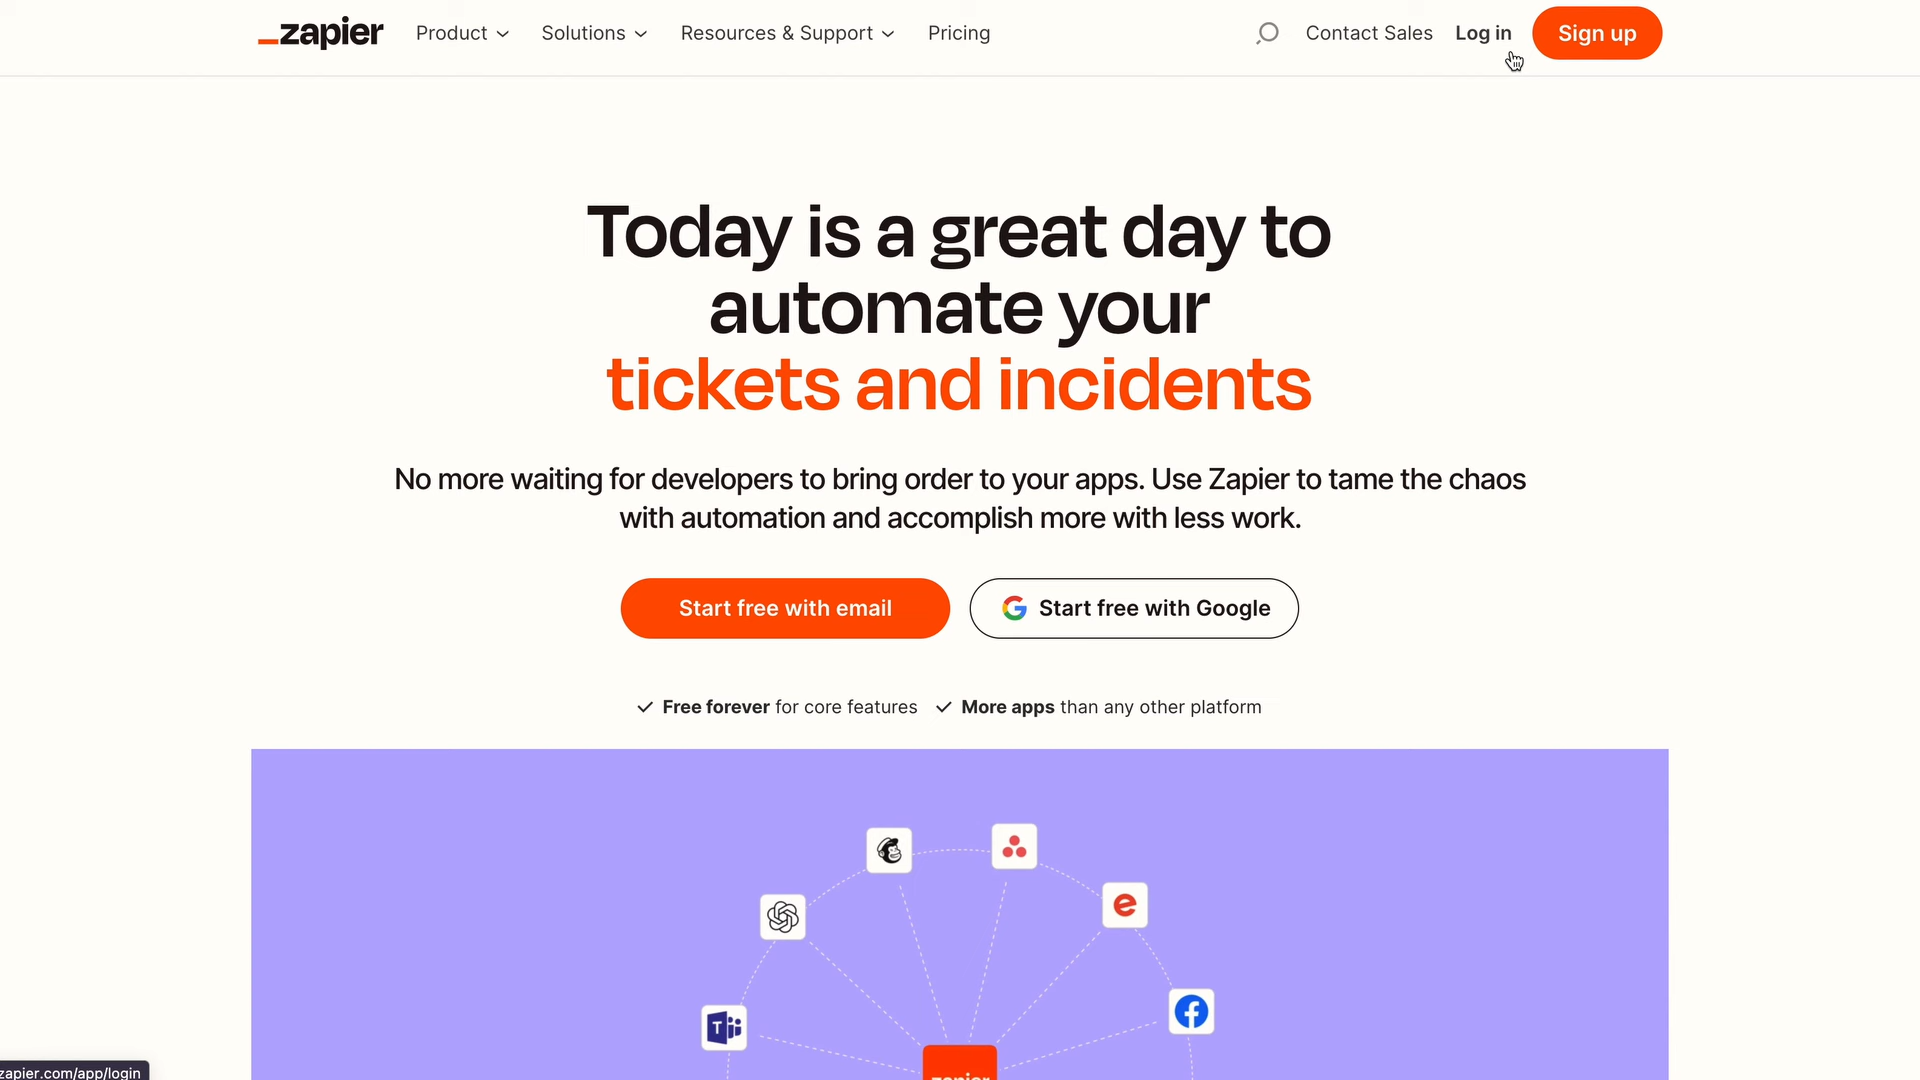 zapier Product Solutions Resources & Support Pricing Contact Sales Log in Sign up
Today is a great day to
automate your
tickets and incidents
No more waiting for developers to bring order to your apps. Use Zapier to tame the chaos
with automation and accomplish more with less work.
Start free with email Start free with Google
Free forever for core features More apps than any other platform
zapier
zapier.com/app/login